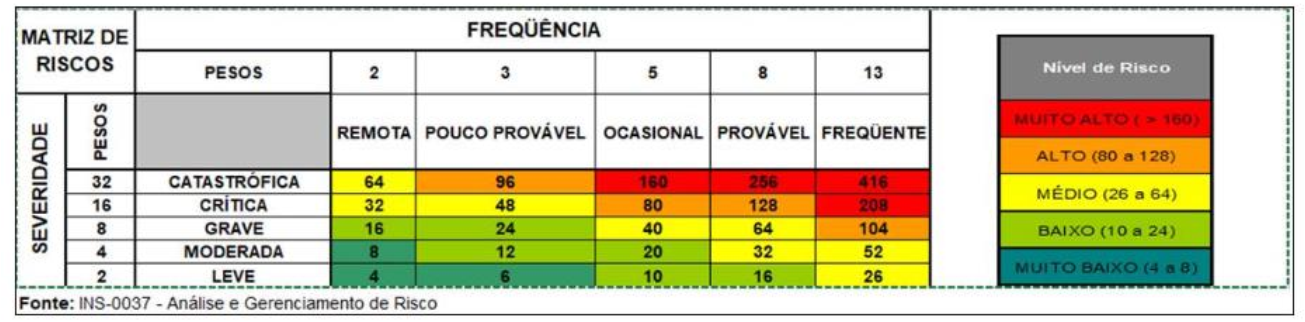 MATRIZ DE RISCOS
FREQÜÊNCIA
PESOS 2 3 5 8 13
SEVERIDADE PESOS REMOTA POUCO PROVÁVEL OCASIONAL PROVÁVEL FREQÜENTE
32 CATASTRÓFICA 64 96 160 256 416
16 CRÍTICA 32 48 80 128 208
8 GRAVE 16 24 40 64 104
4 MODERADA 8 12 20 32 52
2 LEVE 4 6 10 16 26
Fonte: INS-0037 - Análise e Gerenciamento de Risco
Nível de Risco
MUITO ALTO ( > 160)
ALTO (80 a 128)
MÉDIO (26 a 64)
BAIXO (10 a 24)
MUITO BAIXO (4 a 8)